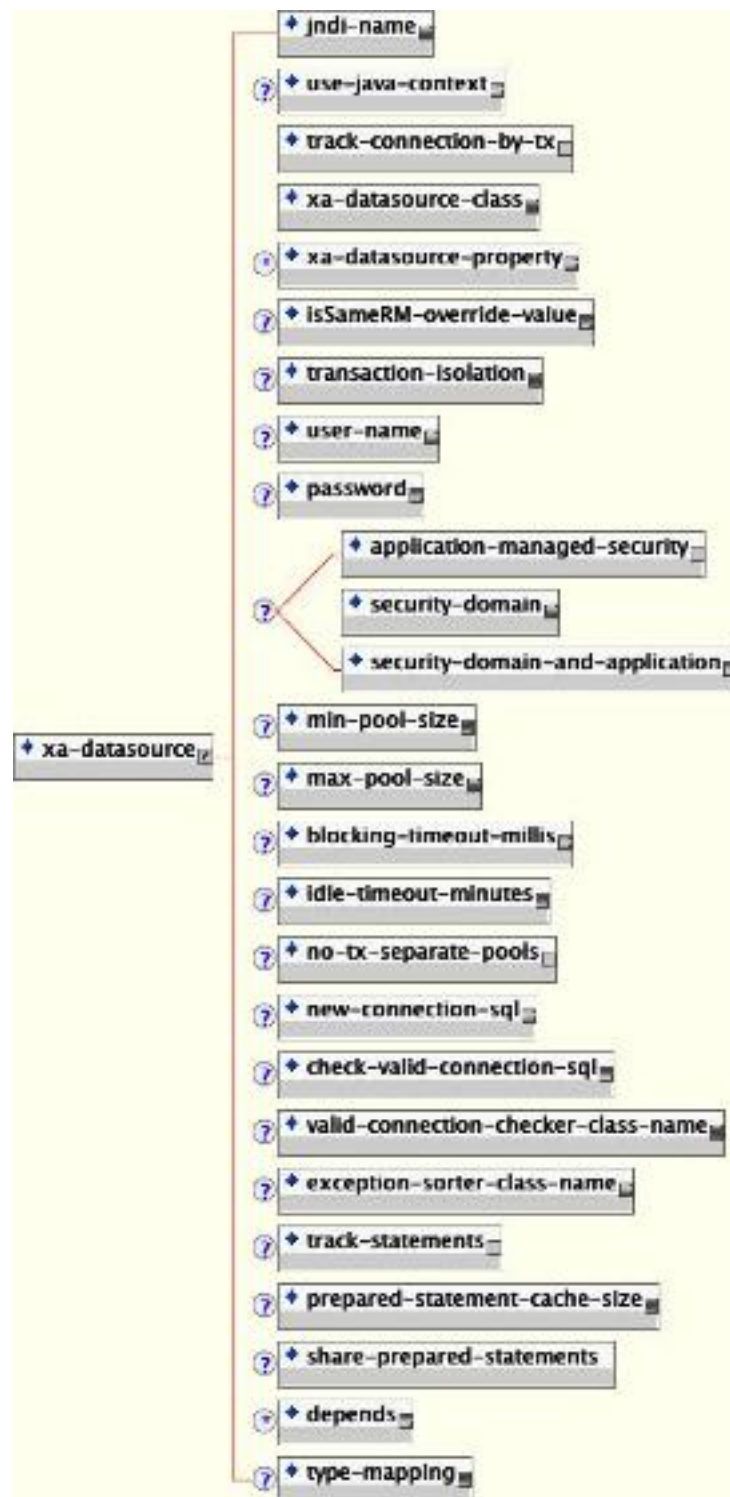 jndi-name
? use-java-context
track-connection-by-tx
xa-datasource-class
* xa-datasource-property
? isSameRM-override-value
? transaction-isolation
? user-name
? password
application-managed-security
? security-domain
security-domain-and-application
? min-pool-size
xa-datasource
? max-pool-size
? blocking-timeout-millis
? idle-timeout-minutes
? no-tx-separate-pools
? new-connection-sql
? check-valid-connection-sql
? valid-connection-checker-class-name
? exception-sorter-class-name
? track-statements
? prepared-statement-cache-size
? share-prepared-statements
* depends
? type-mapping